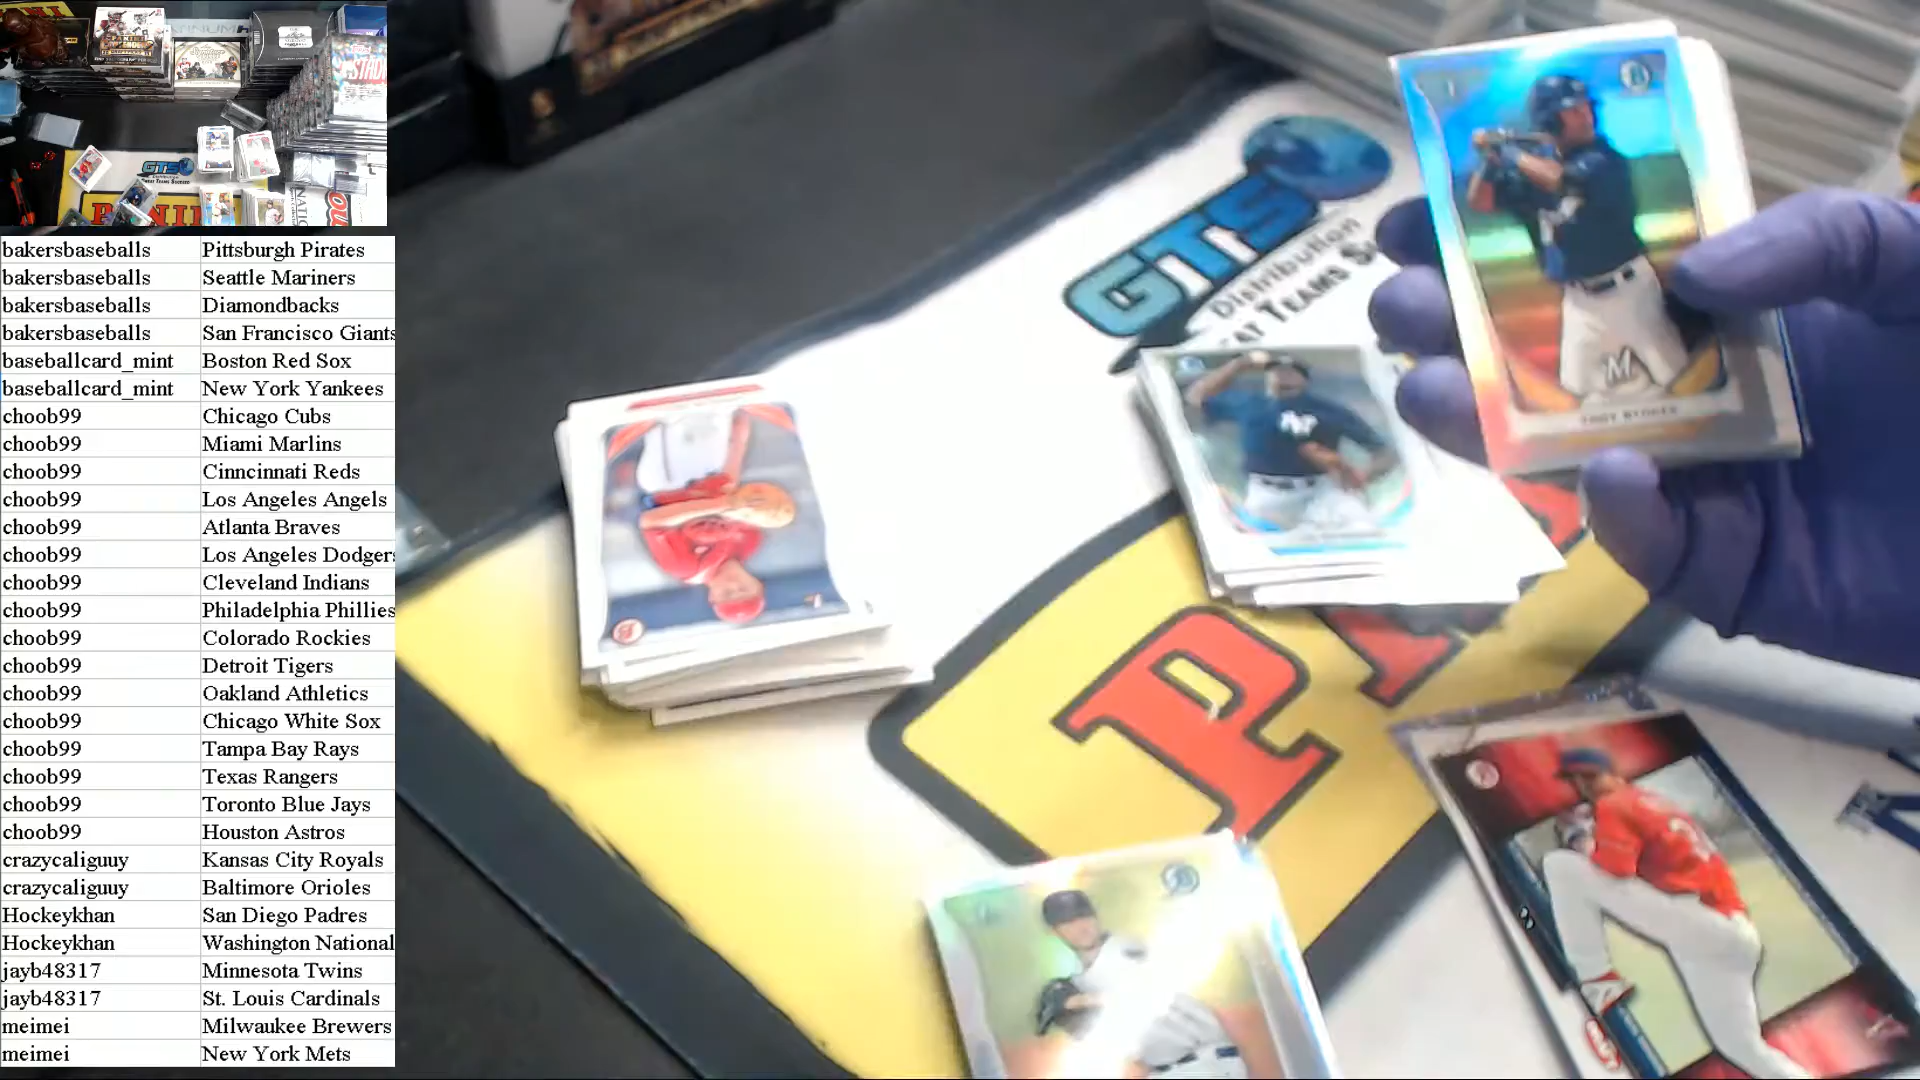 bakersbaseballs Pittsburgh Pirates
bakersbaseballs Seattle Mariners
bakersbaseballs Diamondbacks
bakersbaseballs San Francisco Giants
baseballcard_mint Boston Red Sox
baseballcard_mint New York Yankees
choob99 Chicago Cubs
choob99 Miami Marlins
choob99 Cinncinnati Reds
choob99 Los Angeles Angels
choob99 Atlanta Braves
choob99 Los Angeles Dodgers
choob99 Cleveland Indians
choob99 Philadelphia Phillies
choob99 Colorado Rockies
choob99 Detroit Tigers
choob99 Oakland Athletics
choob99 Chicago White Sox
choob99 Tampa Bay Rays
choob99 Texas Rangers
choob99 Toronto Blue Jays
choob99 Houston Astros
crazycaliguuy Kansas City Royals
crazycaliguuy Baltimore Orioles
Hockeykhan San Diego Padres
Hockeykhan Washington National
jayb48317 Minnesota Twins
jayb48317 St. Louis Cardinals
meimei Milwaukee Brewers
meimei New York Mets
GTS
Distribution
TEAMS
M